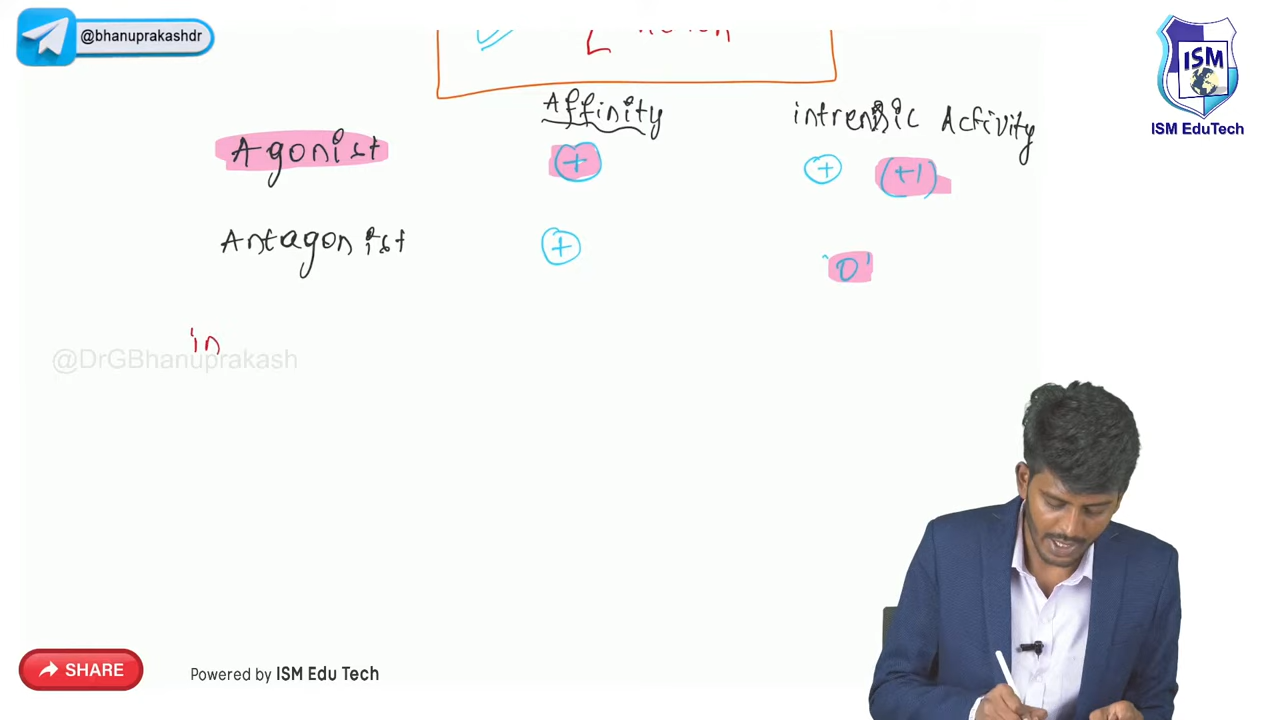 @bhanuprakashdr
ISM
ISM EduTech
Affinity
intrensic Activity
Agonist
+
+ (+1)
Antagonist
+
'0'
in
@DrGBhanuprakash
SHARE
Powered by ISM Edu Tech